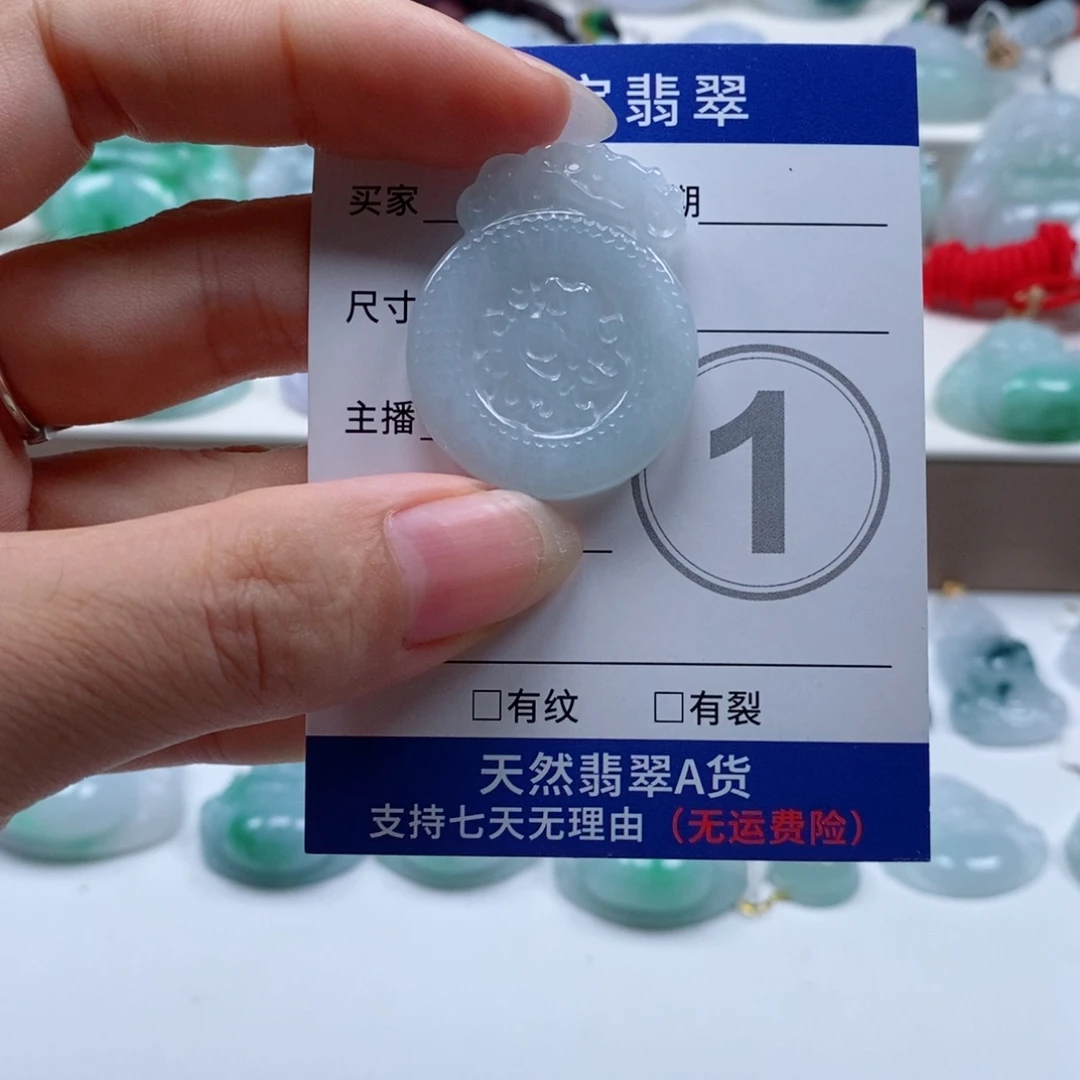 翡翠
买家
期
尺寸
主播
1
□有纹 □有裂
天然翡翠A货
支持七天无理由（无运费险）